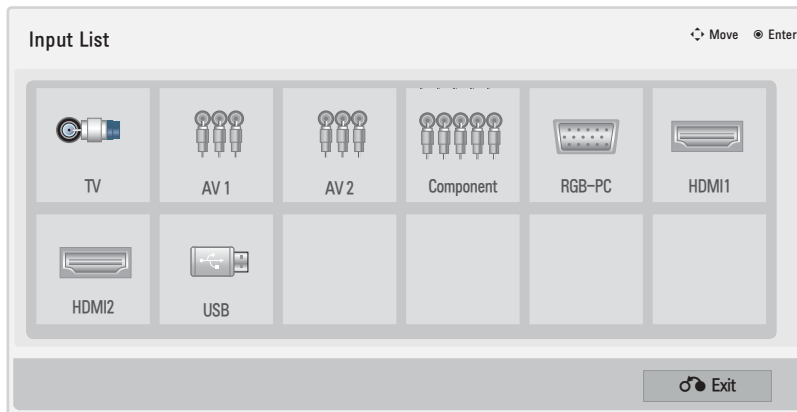 Input List
Move Enter
TV AV 1 AV 2 Component RGB-PC HDMI1
HDMI2 USB
Exit